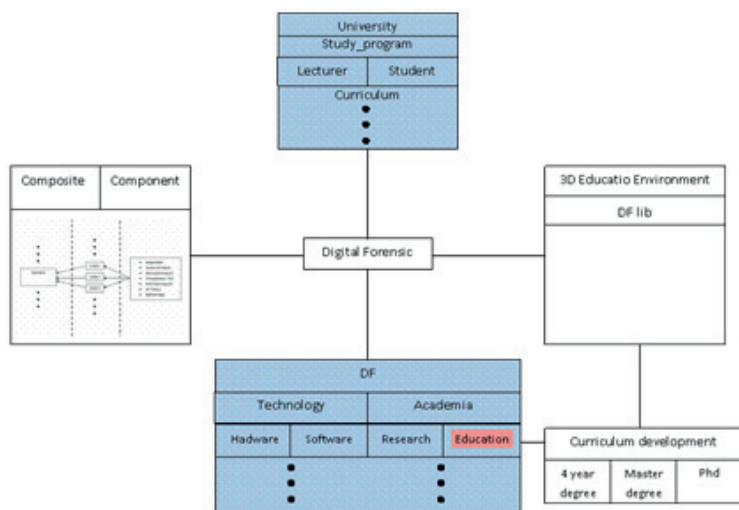 University
Study_program
Lecturer Student
Curriculum
Composite Component
3D Educatio Environment
DF lib
Digital Forensic
DF
Technology Academia
Hadware Software Research Education
Curriculum development
4 year degree
Master degree
Phd